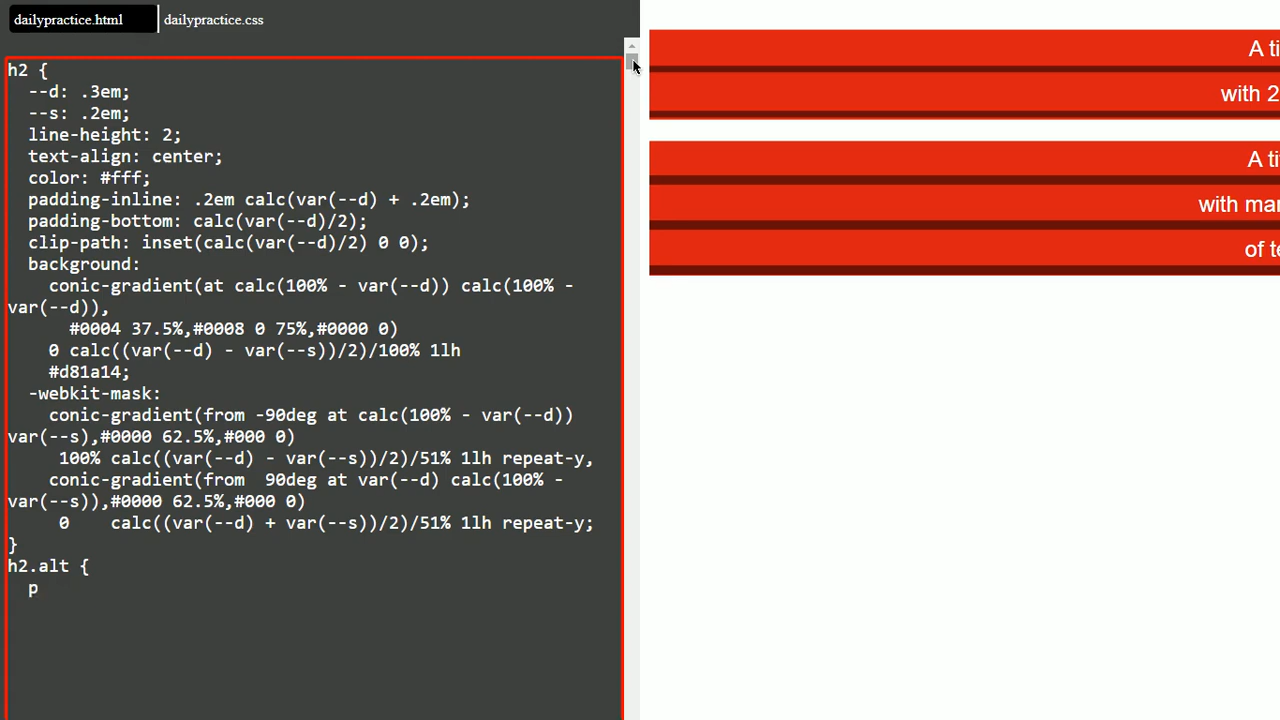 dailypractice.html dailypractice.css
h2 {
--d: .3em;
--s: .2em;
line-height: 2;
text-align: center;
color: #fff;
padding-inline: .2em calc(var(--d) + .2em);
padding-bottom: calc(var(--d)/2);
clip-path: inset(calc(var(--d)/2) 0 0);
background:
conic-gradient(at calc(100% - var(--d)) calc(100% -
var(--d)),
#0004 37.5%,#0008 0 75%,#0000 0)
0 calc((var(--d) - var(--s))/2)/100% 1lh
#d81a14;
-webkit-mask:
conic-gradient(from -90deg at calc(100% - var(--d))
var(--s),#0000 62.5%,#000 0)
100% calc((var(--d) - var(--s))/2)/51% 1lh repeat-y,
conic-gradient(from  90deg at var(--d) calc(100% -
var(--s)),#0000 62.5%,#000 0)
0    calc((var(--d) + var(--s))/2)/51% 1lh repeat-y;
}
h2.alt {
p
A ti
with 2
A ti
with mar
of te